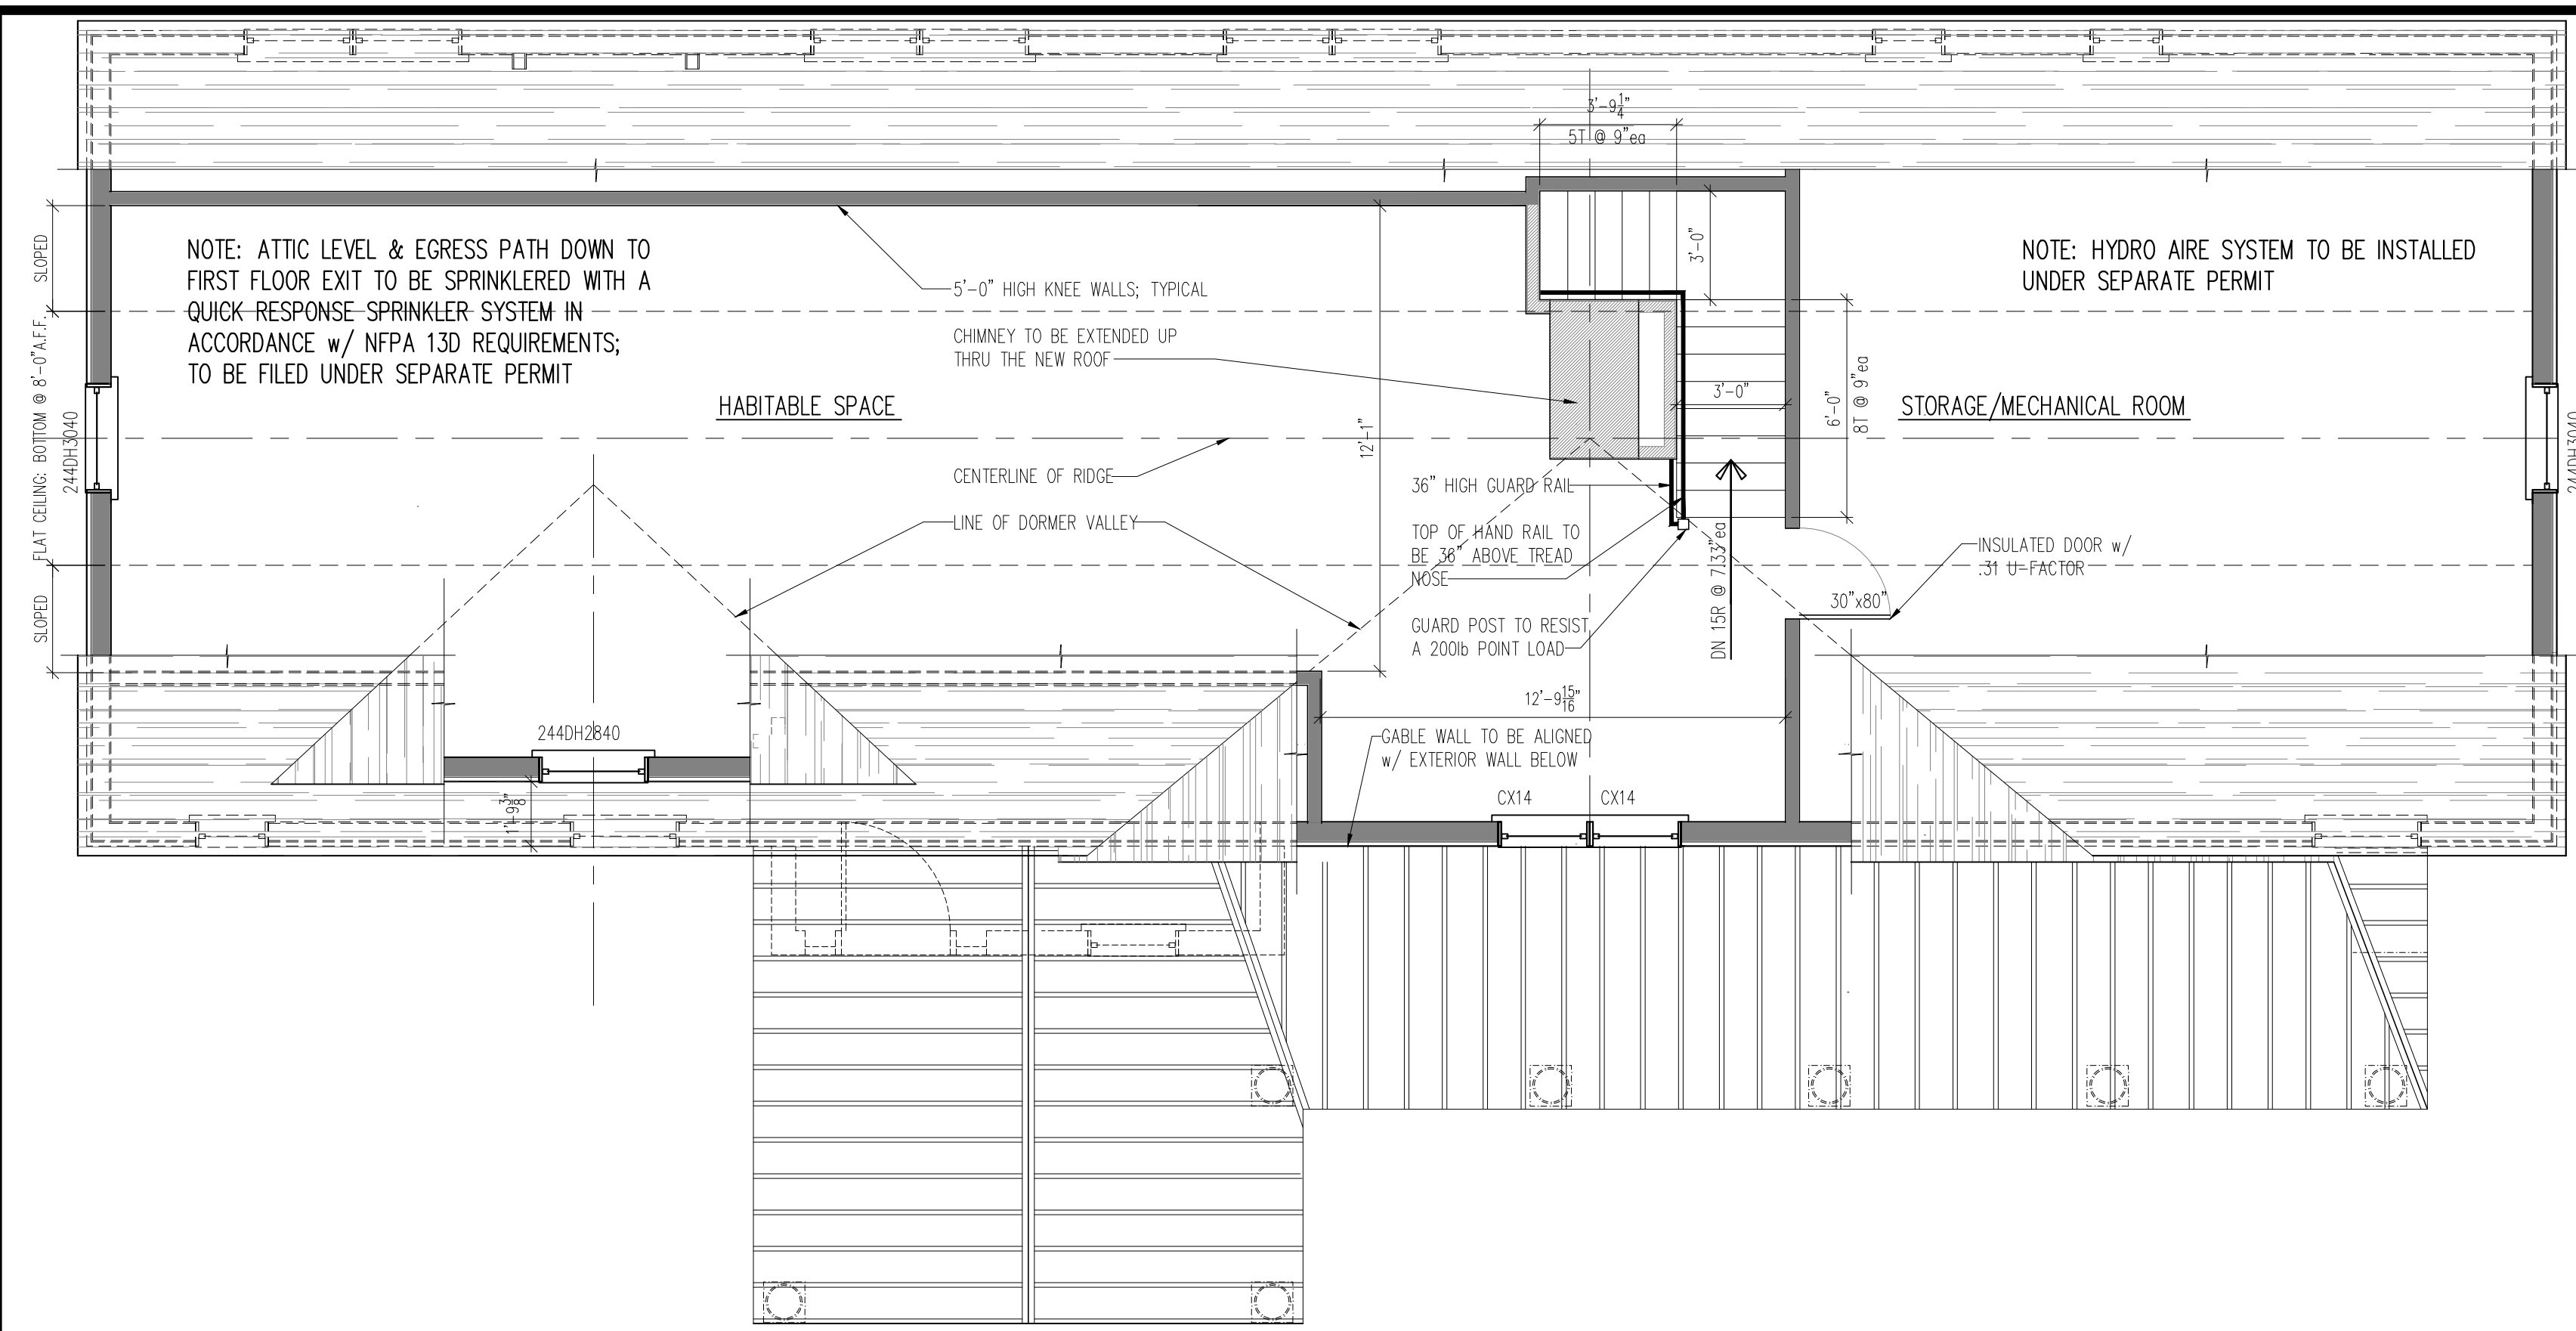 3'-9 1/4"
5T @ 9"ea
NOTE: ATTIC LEVEL & EGRESS PATH DOWN TO
FIRST FLOOR EXIT TO BE SPRINKLERED WITH A
QUICK RESPONSE SPRINKLER SYSTEM IN
ACCORDANCE w/ NFPA 13D REQUIREMENTS;
TO BE FILED UNDER SEPARATE PERMIT
SLOPED
FLAT CEILING: BOTTOM @ 8'-0"A.F.F.
SLOPED
244DH3040
5'-0" HIGH KNEE WALLS; TYPICAL
CHIMNEY TO BE EXTENDED UP
THRU THE NEW ROOF
HABITABLE SPACE
CENTERLINE OF RIDGE
LINE OF DORMER VALLEY
12'-1"
3'-0"
3'-0"
6'-0"
8T @ 9"ea
NOTE: HYDRO AIRE SYSTEM TO BE INSTALLED
UNDER SEPARATE PERMIT
STORAGE/MECHANICAL ROOM
244DH3040
36" HIGH GUARD RAIL
TOP OF HAND RAIL TO
BE 36" ABOVE TREAD
NOSE
GUARD POST TO RESIST
A 200lb POINT LOAD
DN 15R @ 7.33"ea
INSULATED DOOR w/
.31 U-FACTOR
30"x80"
12'-9 15/16"
244DH2840
1'-9 3/8"
GABLE WALL TO BE ALIGNED
w/ EXTERIOR WALL BELOW
CX14
CX14